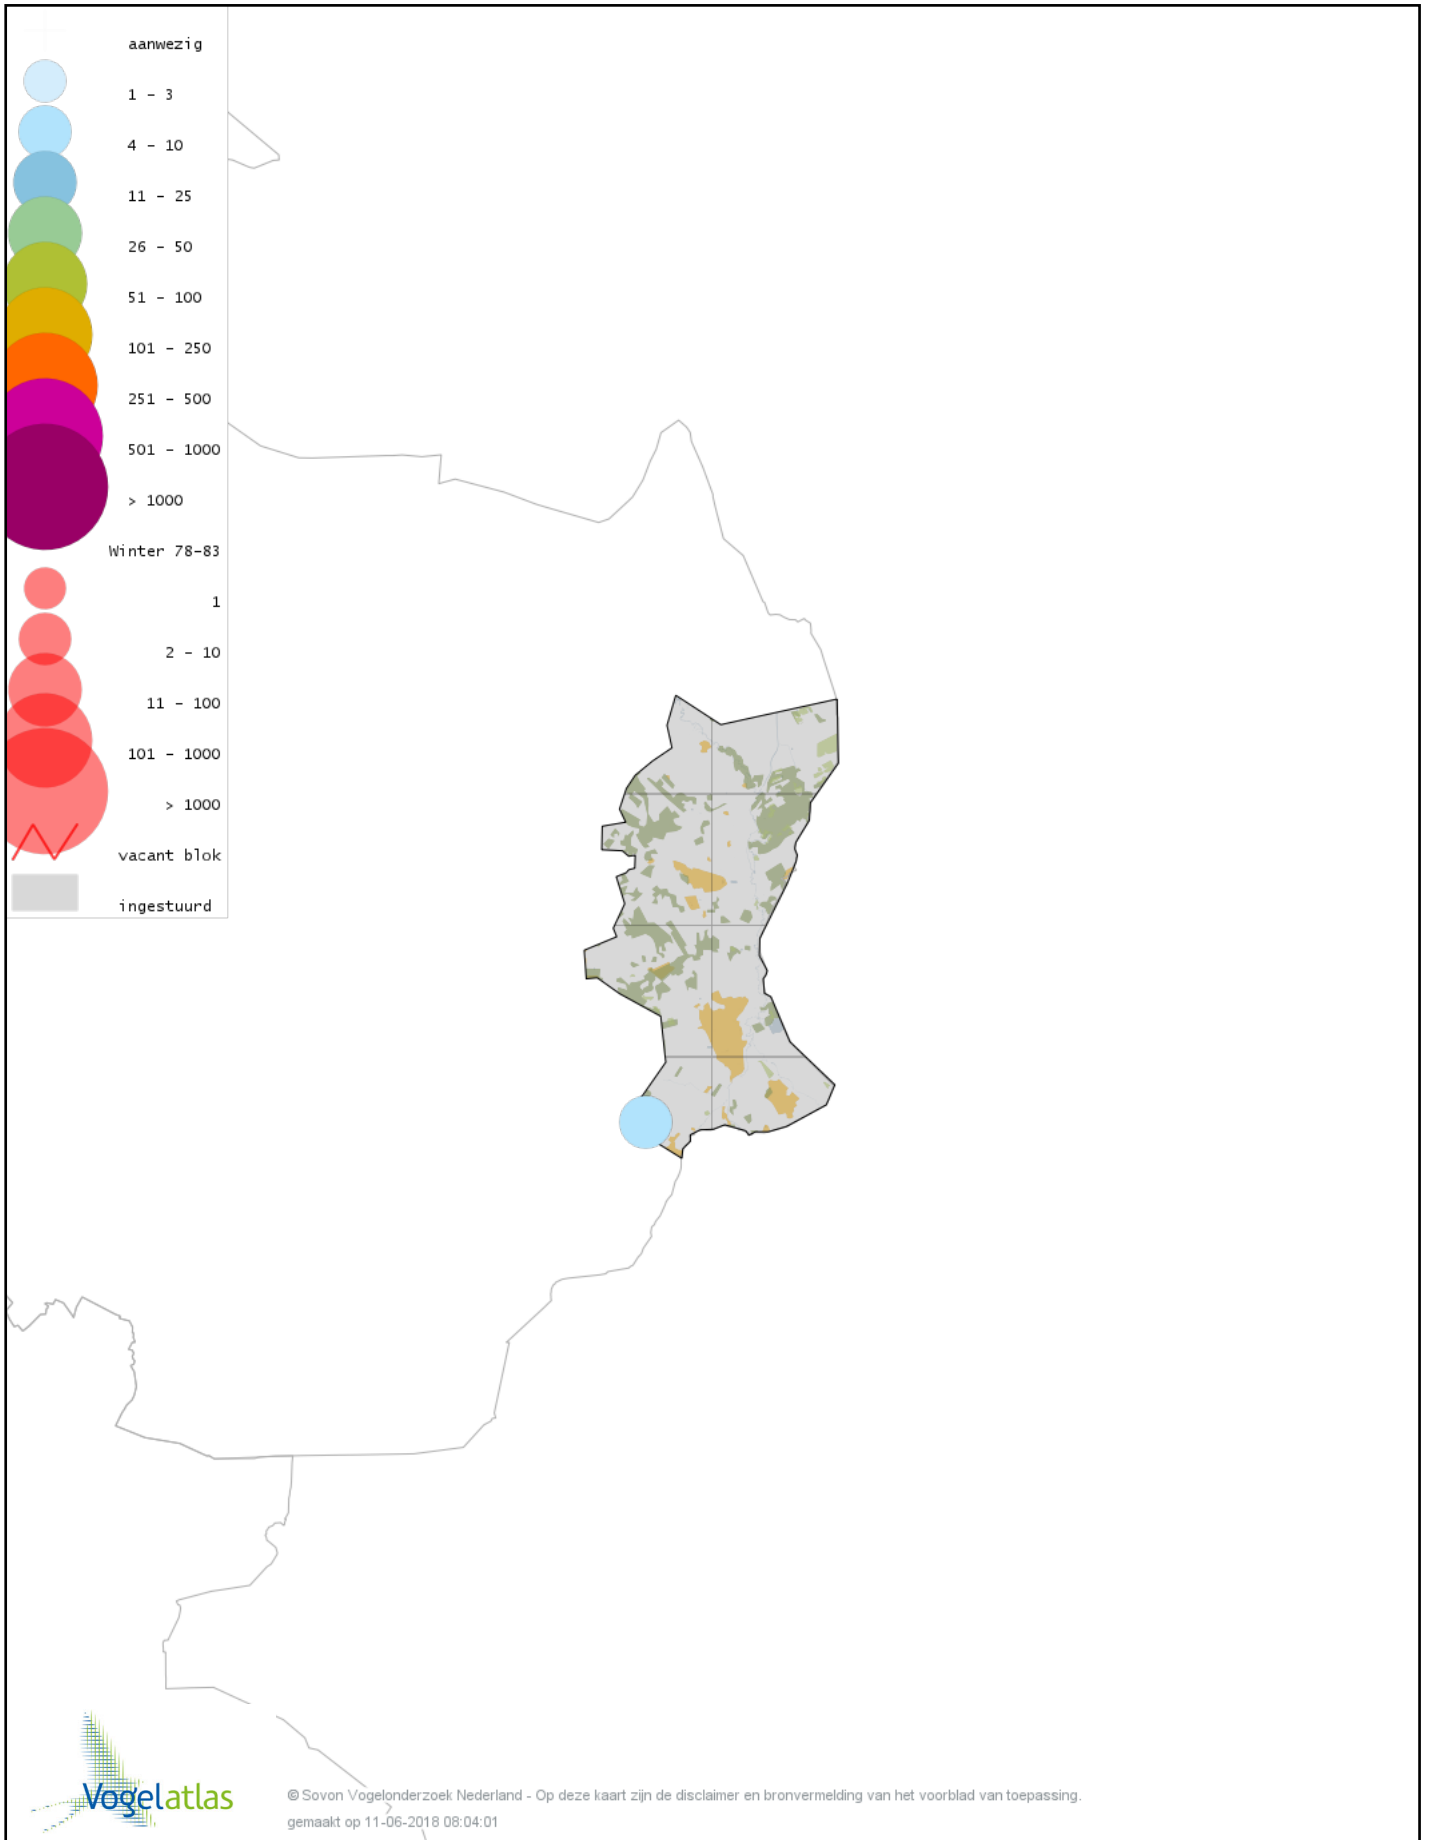 aanwezig
1 - 3
4 - 10
11 - 25
26 - 50
51 - 100
101 - 250
251 - 500
501 - 1000
> 1000
Winter 78-83
1
2 - 10
11 - 100
101 - 1000
> 1000
vacant blok
ingestuurd
Vogelatlas
© Sovon Vogelonderzoek Nederland - Op deze kaart zijn de disclaimer en bronvermelding van het voorblad van toepassing.
gemaakt op 11-06-2018 08:04:01